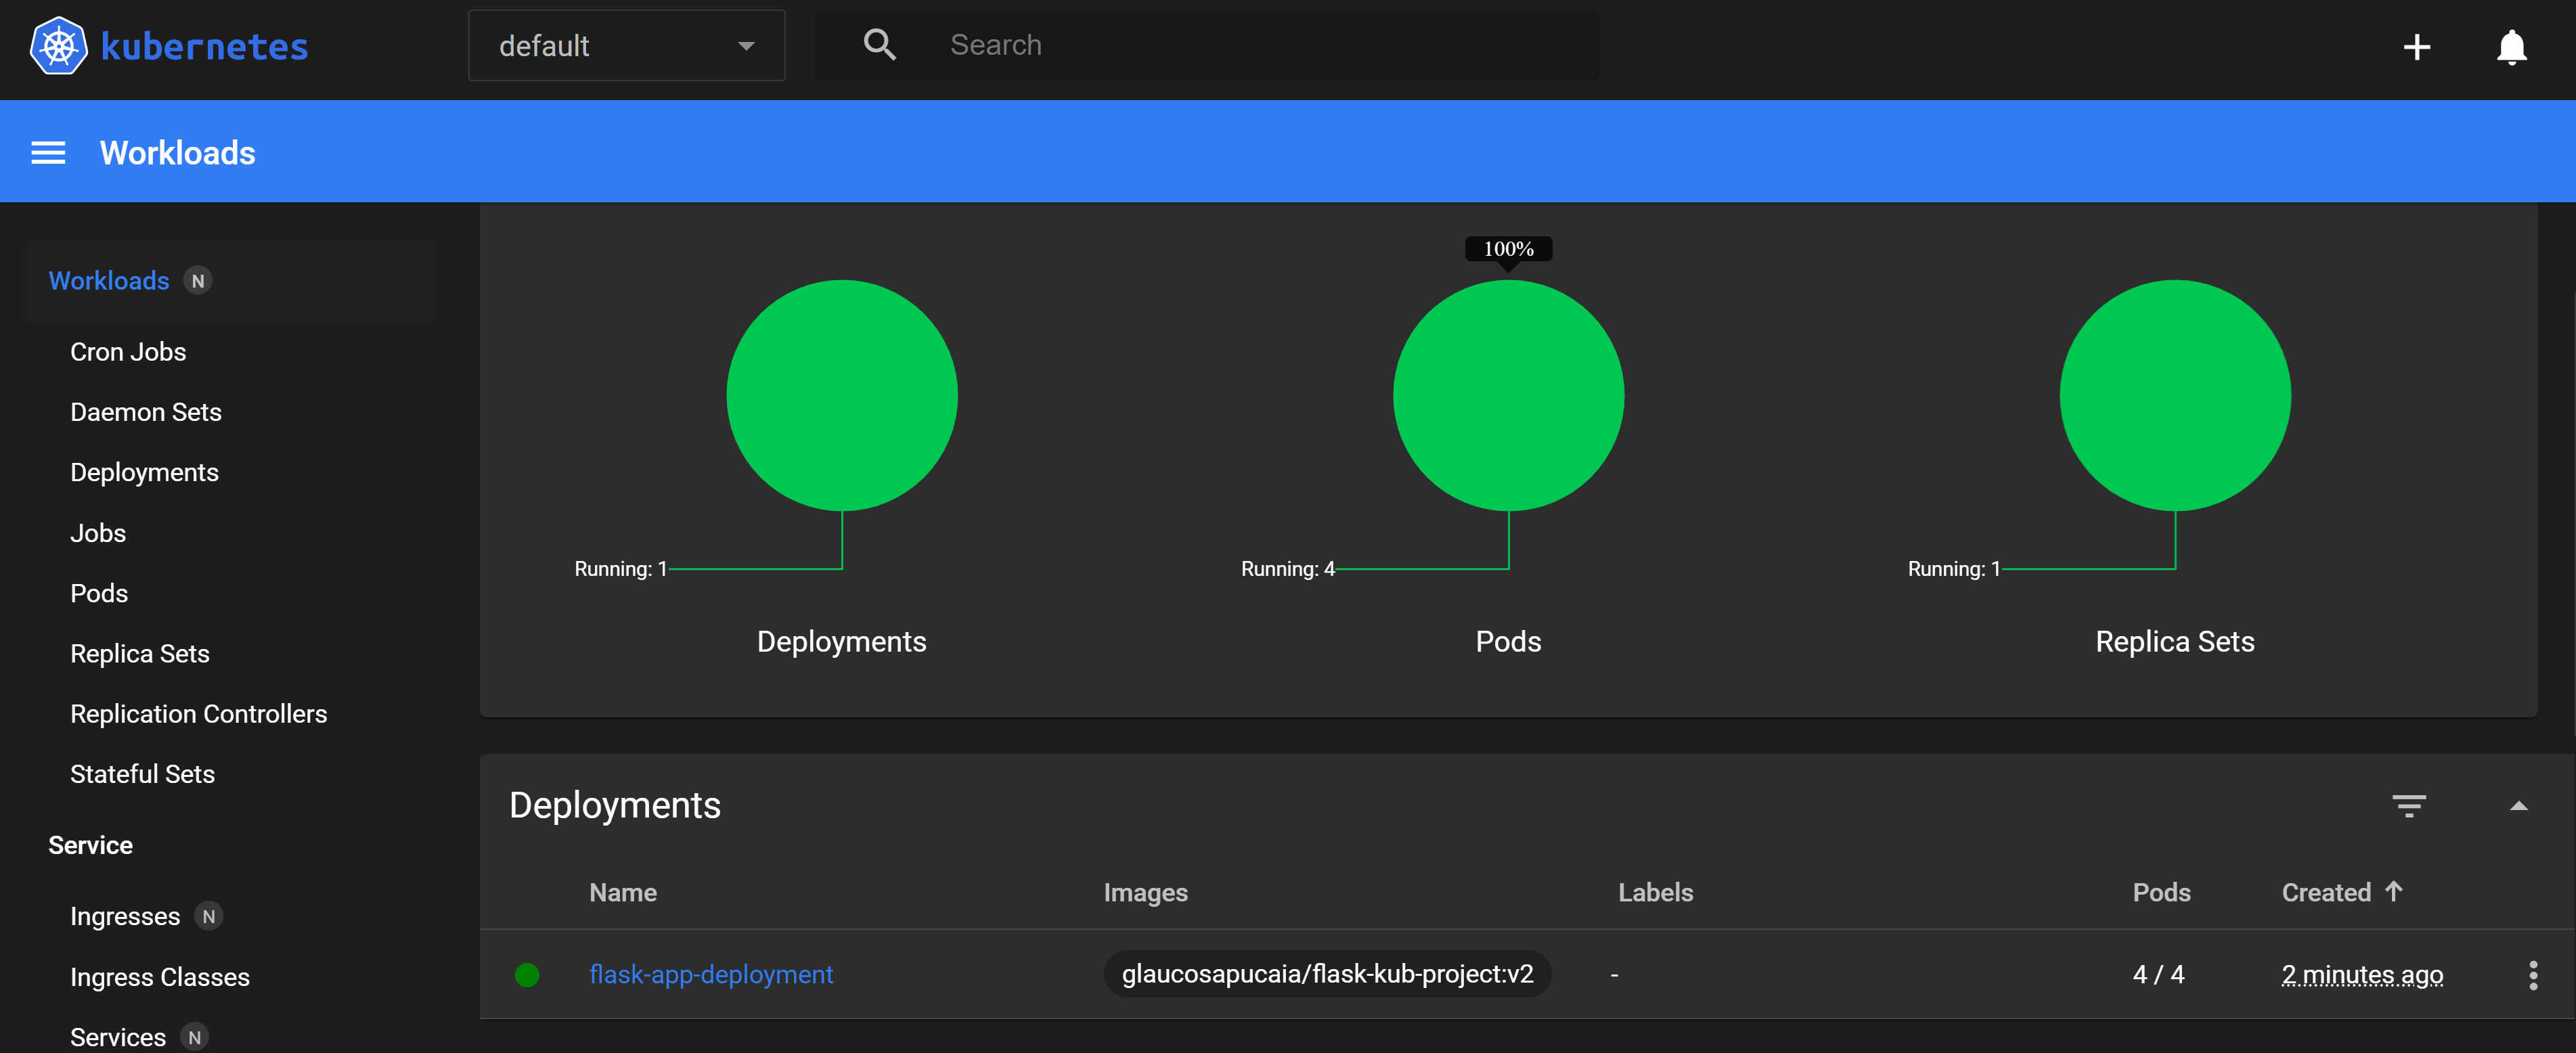 kubernetes
default
Search
Workloads
Workloads N
Cron Jobs
Daemon Sets
Deployments
Jobs
Pods
Replica Sets
Replication Controllers
Stateful Sets
Service
Ingresses N
Ingress Classes
Services N
100%
Running: 1
Running: 4
Running: 1
Deployments
Pods
Replica Sets
Deployments
Name Images Labels Pods Created
flask-app-deployment glaucosapucaia/flask-kub-project:v2 - 4 / 4 2 minutes ago